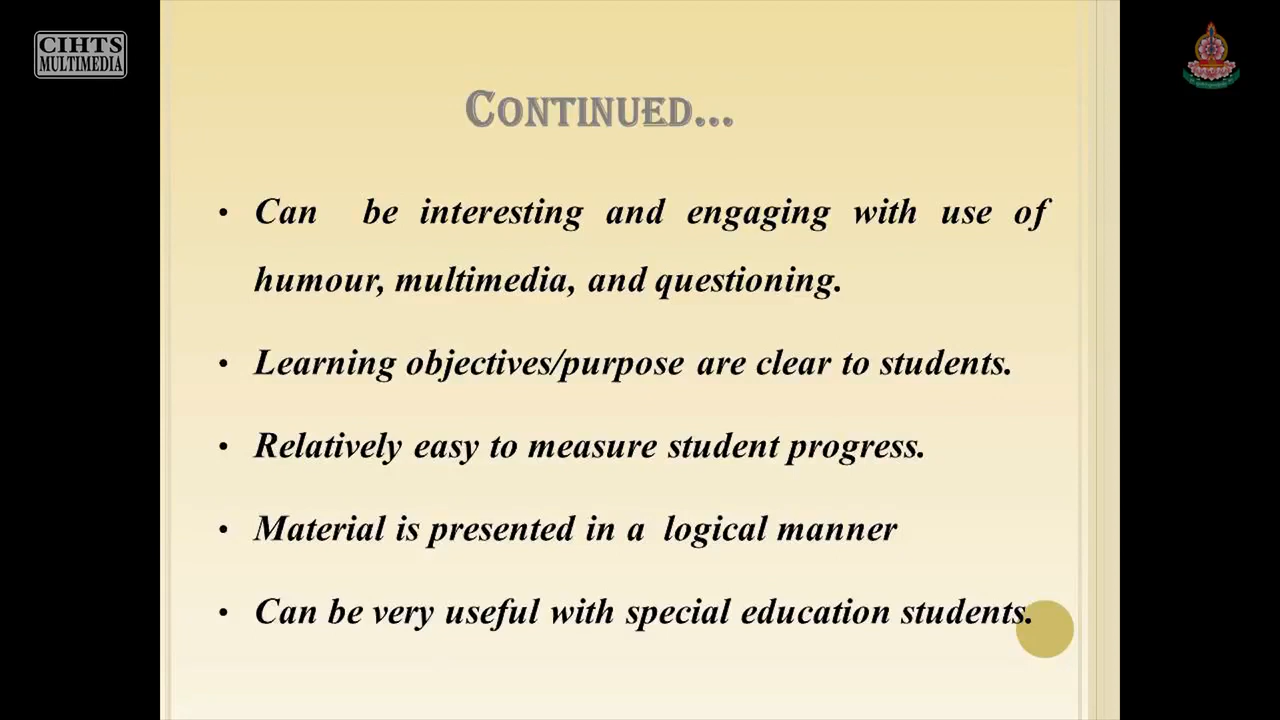 CIHTS
MULTIMEDIA
CONTINUED...
• Can be interesting and engaging with use of
humour, multimedia, and questioning.
• Learning objectives/purpose are clear to students.
• Relatively easy to measure student progress.
• Material is presented in a logical manner
• Can be very useful with special education students.